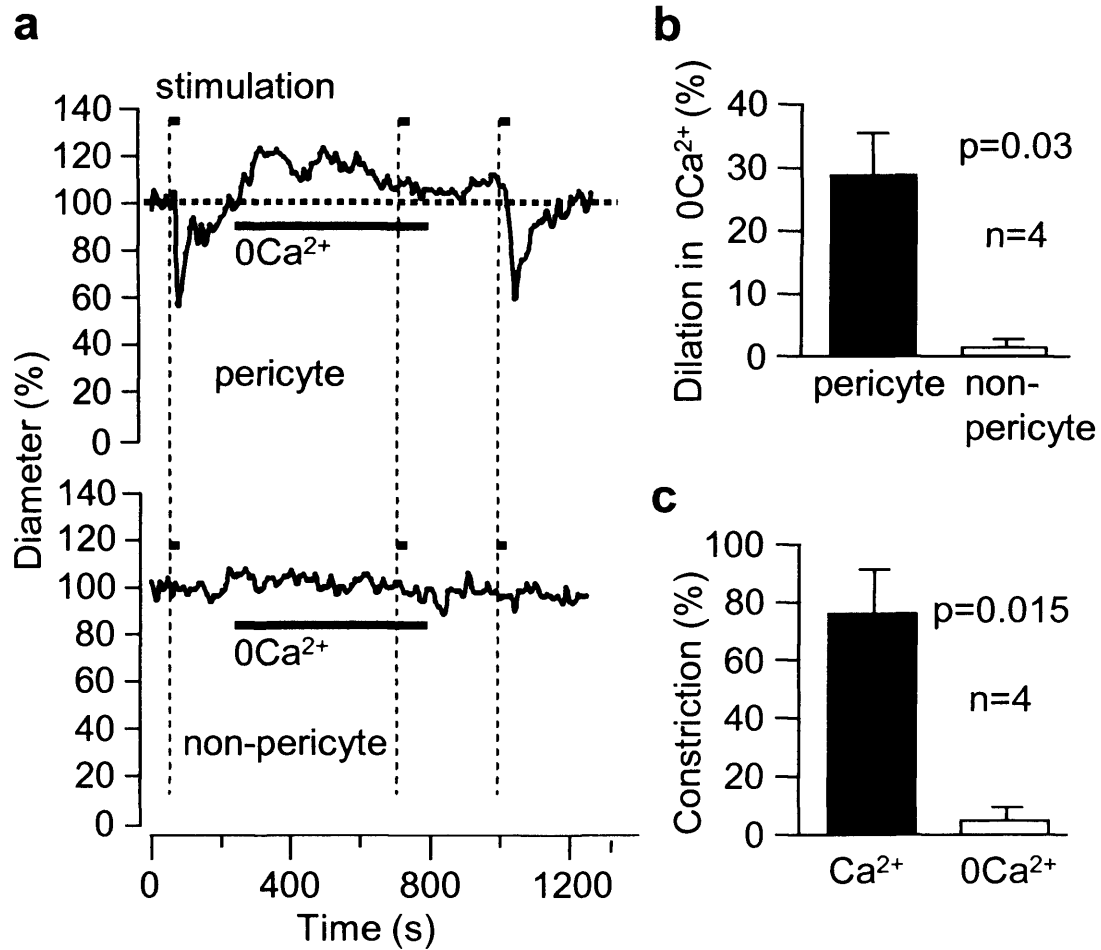 a
stimulation
Diameter (%)
140
120
100
80
60
40
20
0
0Ca²⁺
pericyte
140
120
100
80
60
40
20
0
0Ca²⁺
non-pericyte
0
400
800
1200
Time (s)
b
Dilation in 0Ca²⁺ (%)
40
30
20
10
0
p=0.03
n=4
pericyte
non-
pericyte
c
Constriction (%)
100
80
60
40
20
0
p=0.015
n=4
Ca²⁺
0Ca²⁺